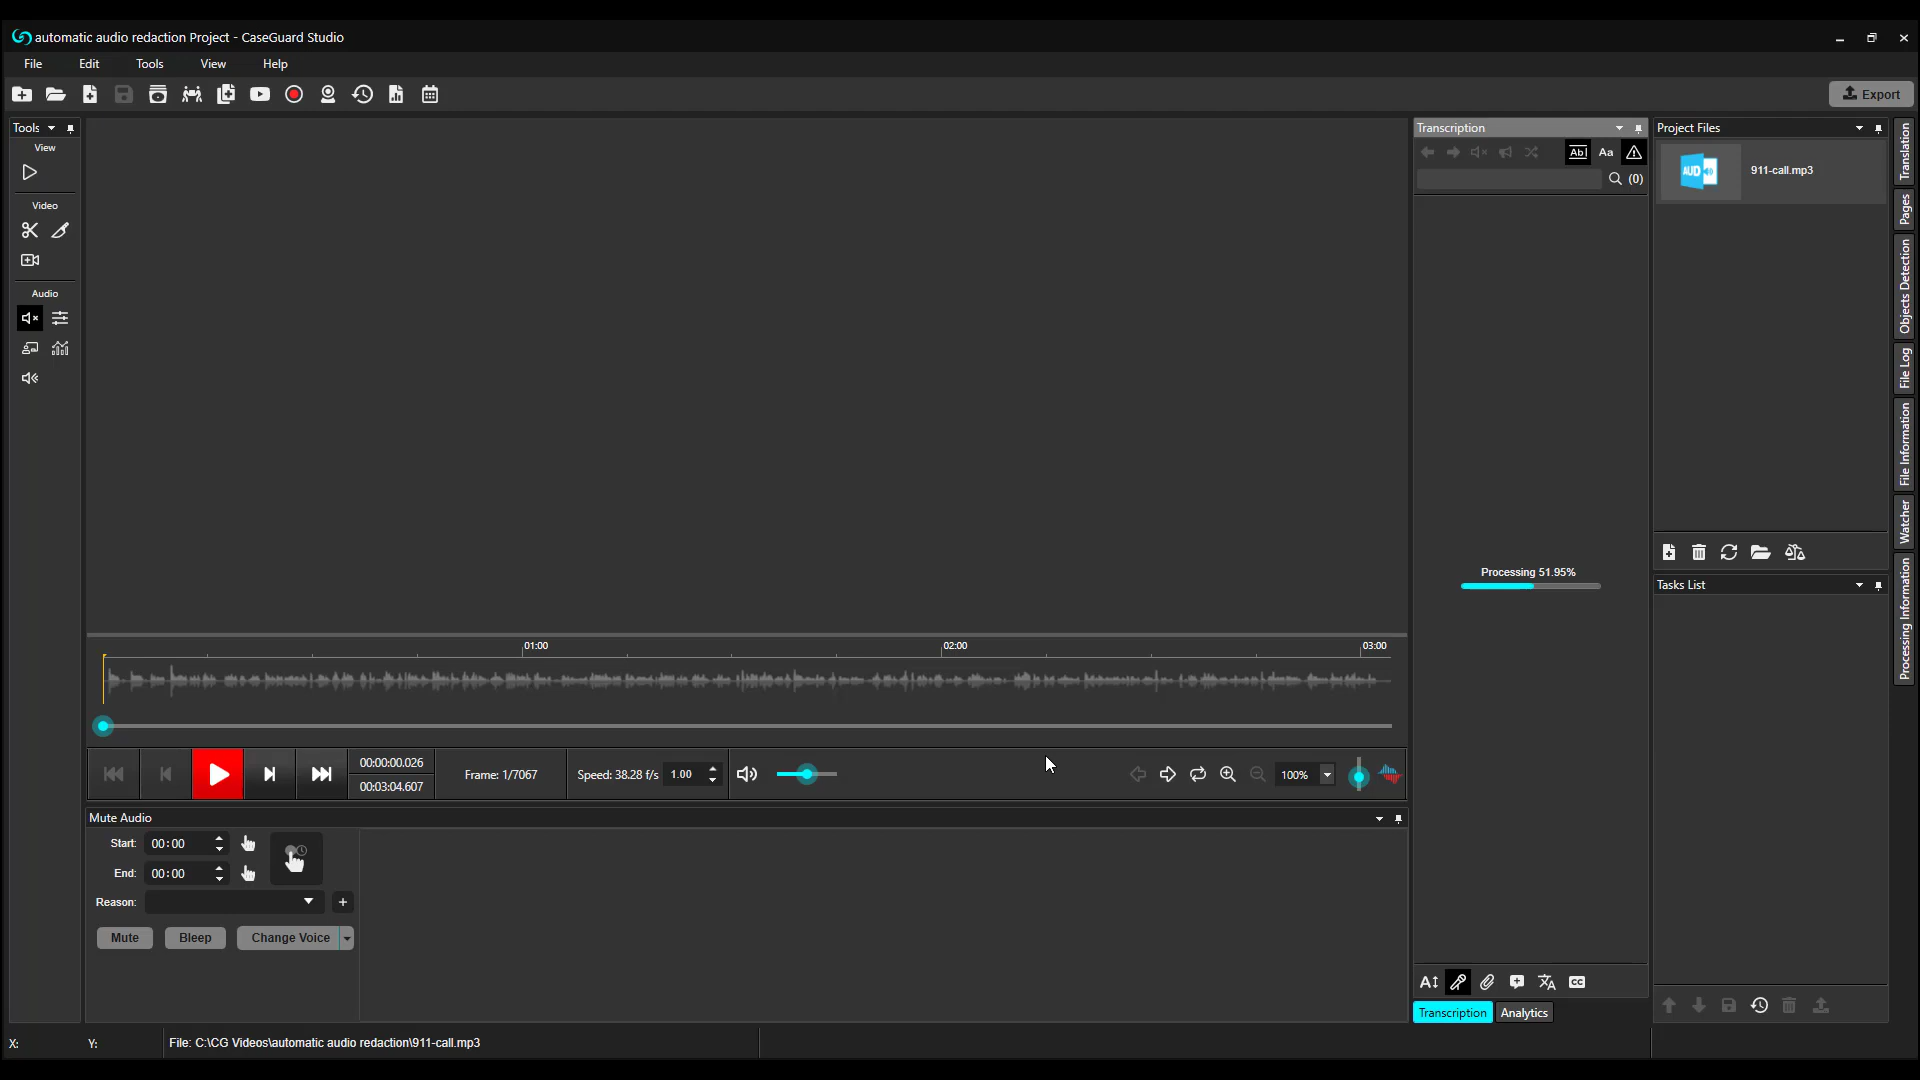 automatic audio redaction Project - CaseGuard Studio
File Edit Tools View Help
Export
Tools
View
Video
Audio
01:00 02:00 03:00
00:00:00.026
00:03:04.607
Frame: 1/7067
Speed: 38.28 f/s 1.00
100%
Mute Audio
Start: 00:00
End: 00:00
Reason:
Mute Bleep Change Voice
Transcription
Ab Aa
(0)
Processing 51.95%
A
CC
Transcription Analytics
Project Files
AUD
911-call.mp3
Tasks List
Translation
Pages
Objects Detection
File Log
File Information
Watcher
Processing Information
X: Y: File: C:\CG Videos\automatic audio redaction\911-call.mp3